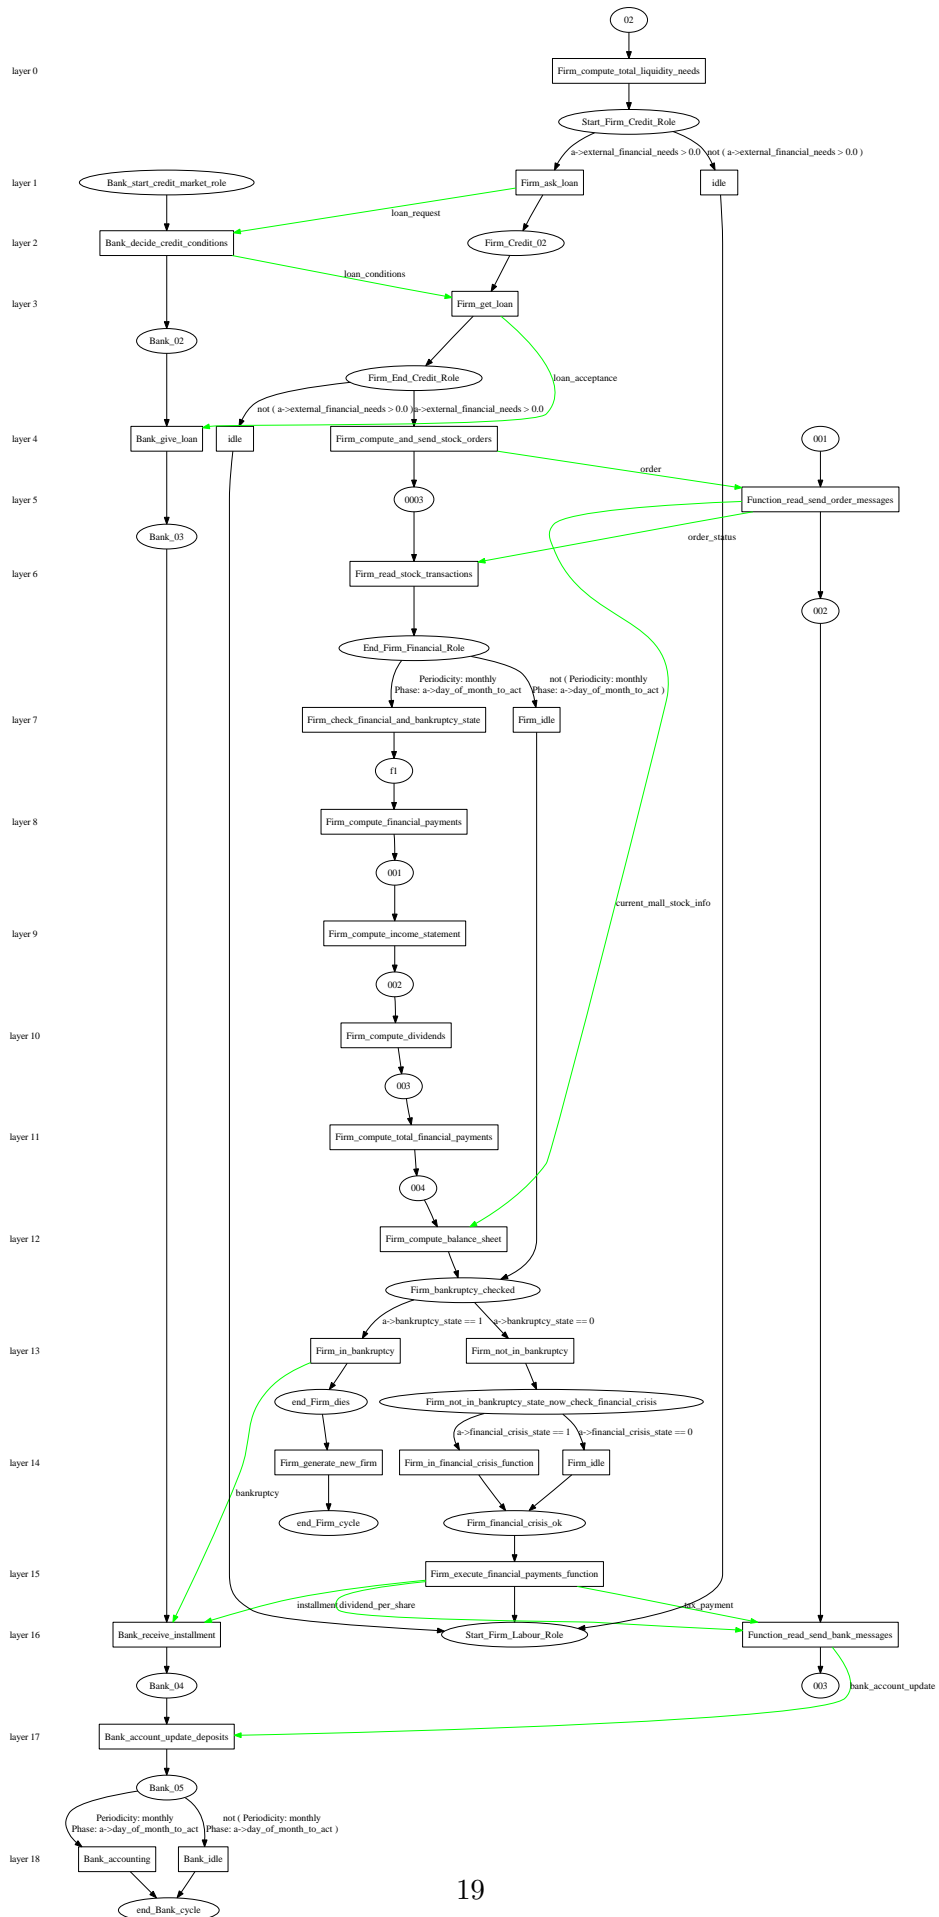 02
layer 0
Firm_compute_total_liquidity_needs
Start_Firm_Credit_Role
a->external_financial_needs > 0.0
not ( a->external_financial_needs > 0.0 )
layer 1
Bank_start_credit_market_role
Firm_ask_loan
idle
loan_request
layer 2
Bank_decide_credit_conditions
Firm_Credit_02
loan_conditions
layer 3
Firm_get_loan
Bank_02
Firm_End_Credit_Role
loan_acceptance
not ( a->external_financial_needs > 0.0 )
a->external_financial_needs > 0.0
layer 4
Bank_give_loan
idle
Firm_compute_and_send_stock_orders
001
order
layer 5
0003
Function_read_send_order_messages
Bank_03
order_status
layer 6
Firm_read_stock_transactions
002
End_Firm_Financial_Role
Periodicity: monthly
Phase: a->day_of_month_to_act
not ( Periodicity: monthly
Phase: a->day_of_month_to_act )
layer 7
Firm_check_financial_and_bankruptcy_state
Firm_idle
f1
layer 8
Firm_compute_financial_payments
001
current_mall_stock_info
layer 9
Firm_compute_income_statement
002
layer 10
Firm_compute_dividends
003
layer 11
Firm_compute_total_financial_payments
004
layer 12
Firm_compute_balance_sheet
Firm_bankruptcy_checked
a->bankruptcy_state == 1
a->bankruptcy_state == 0
layer 13
Firm_in_bankruptcy
Firm_not_in_bankruptcy
end_Firm_dies
Firm_not_in_bankruptcy_state_now_check_financial_crisis
a->financial_crisis_state == 1
a->financial_crisis_state == 0
layer 14
Firm_generate_new_firm
Firm_in_financial_crisis_function
Firm_idle
bankruptcy
end_Firm_cycle
Firm_financial_crisis_ok
layer 15
Firm_execute_financial_payments_function
installment
dividend_per_share
tax_payment
layer 16
Bank_receive_installment
Start_Firm_Labour_Role
Function_read_send_bank_messages
Bank_04
003
bank_account_update
layer 17
Bank_account_update_deposits
Bank_05
Periodicity: monthly
Phase: a->day_of_month_to_act
not ( Periodicity: monthly
Phase: a->day_of_month_to_act )
layer 18
Bank_accounting
Bank_idle
end_Bank_cycle
19